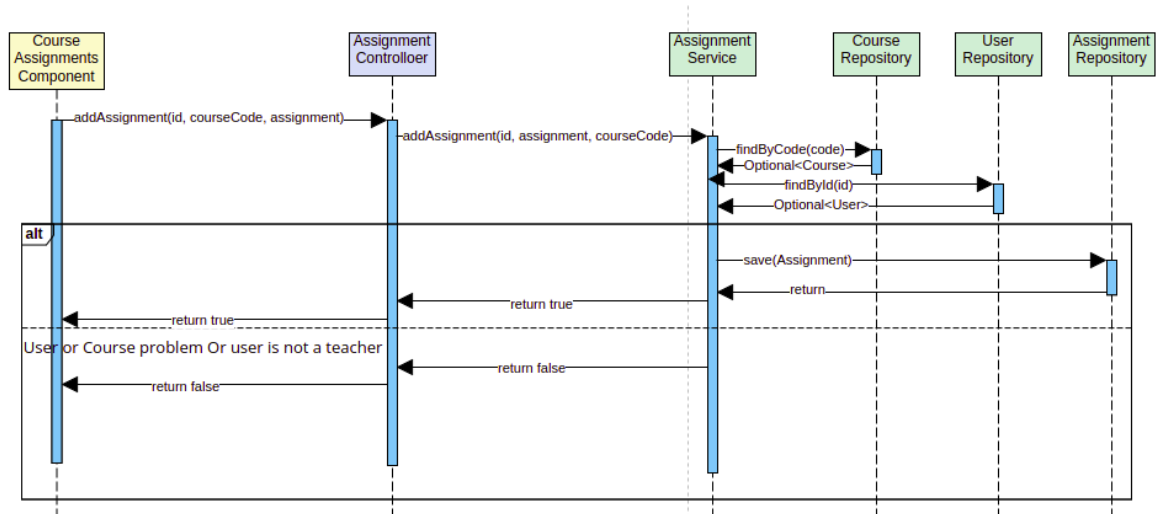 Course
Assignments
Component
Assignment
Controlloer
Assignment
Service
Course
Repository
User
Repository
Assignment
Repository
addAssignment(id, courseCode, assignment)
addAssignment(id, assignment, courseCode)
findByCode(code)
Optional<Course>
findById(id)
Optional<User>
alt
save(Assignment)
return
return true
return true
User or Course problem Or user is not a teacher
return false
return false